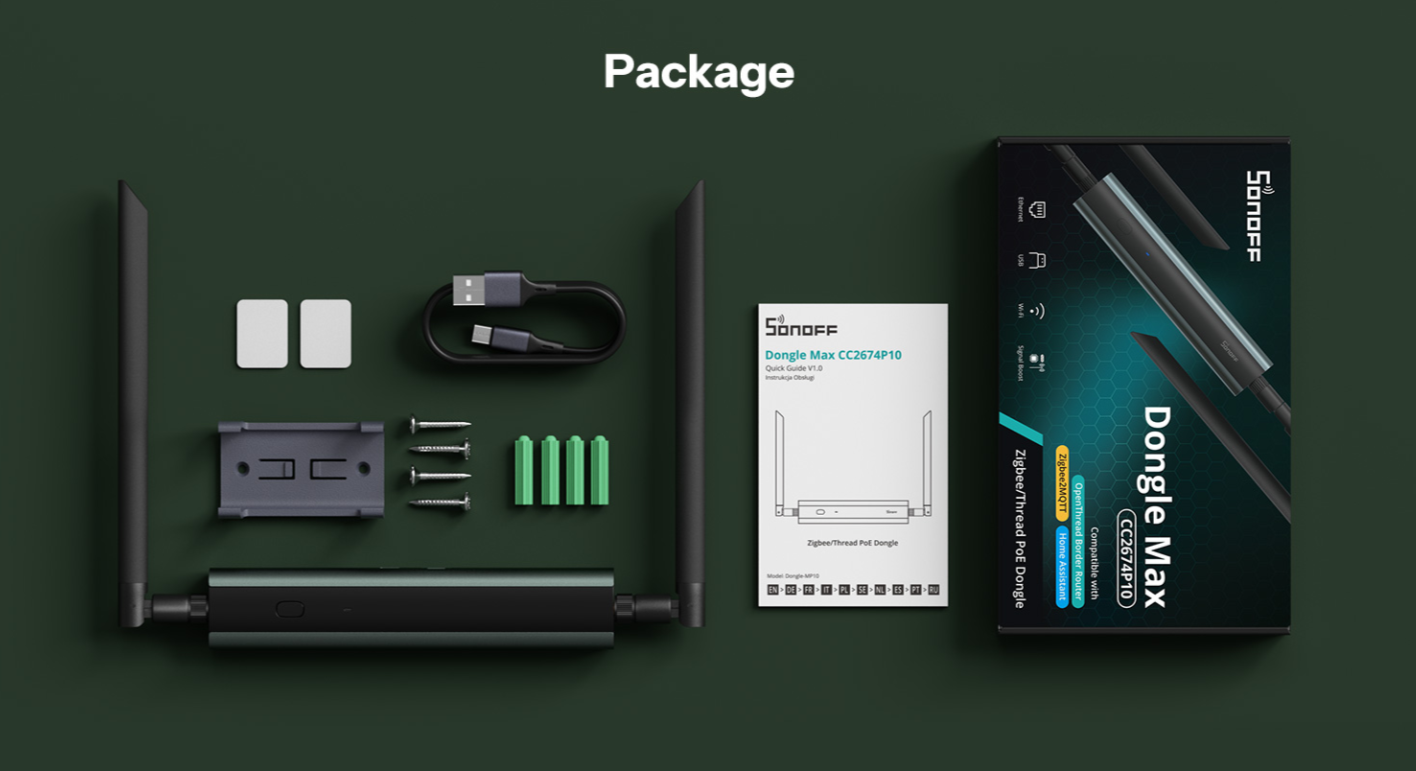 Package
SONOFF
Dongle Max CC2674P10
Quick Guide V1.0
Instrukcja Obsługi
Zigbee/Thread PoE Dongle
Model: Dongle-MP10
EN > DE > FR > IT > PL > SE > NL > ES > PT > RU
SONOFF
Ethernet
USB
Wi-Fi
Signal Boost
Dongle Max
CC2674P10
Compatible with
OpenThread Border Router
Zigbee2MQTT
Home Assistant
Zigbee/Thread PoE Dongle